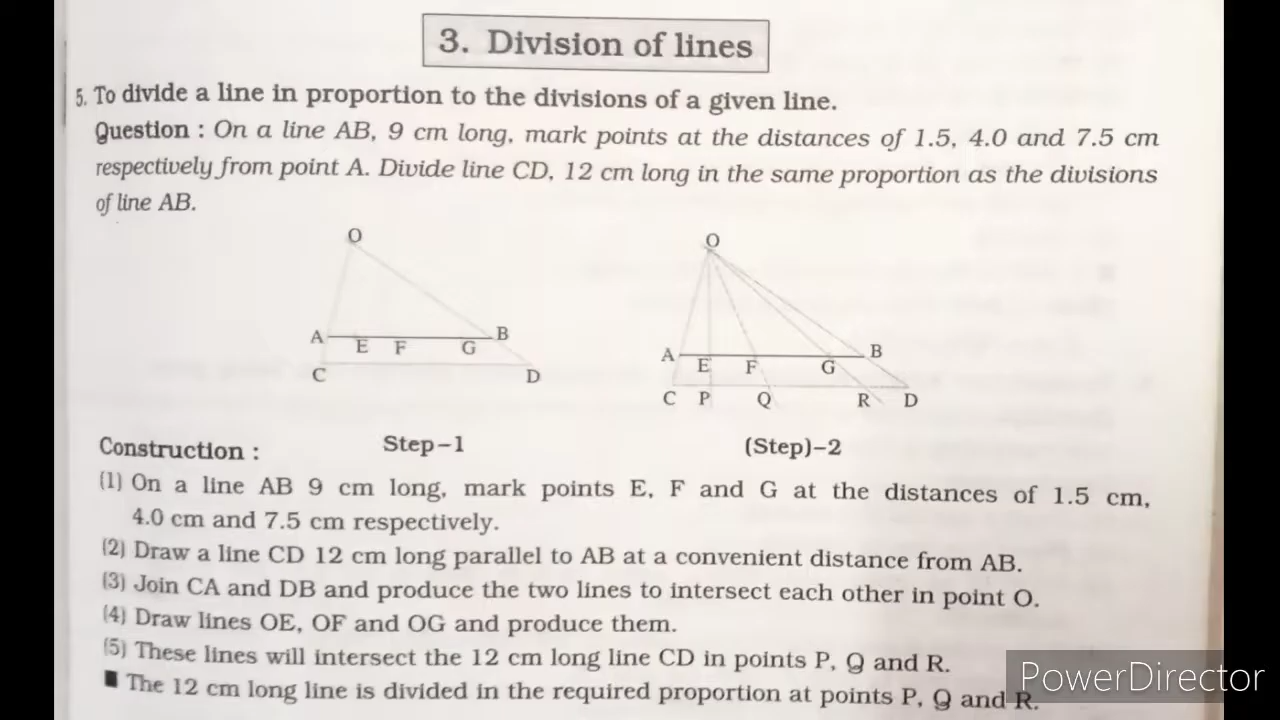 3. Division of lines
5. To divide a line in proportion to the divisions of a given line.
Question : On a line AB, 9 cm long, mark points at the distances of 1.5, 4.0 and 7.5 cm
respectively from point A. Divide line CD, 12 cm long in the same proportion as the divisions
of line AB.
O
A E F G B
C D
Step-1
O
A E F G B
C P Q R D
(Step)-2
Construction :
(1) On a line AB 9 cm long, mark points E, F and G at the distances of 1.5 cm,
4.0 cm and 7.5 cm respectively.
(2) Draw a line CD 12 cm long parallel to AB at a convenient distance from AB.
(3) Join CA and DB and produce the two lines to intersect each other in point O.
(4) Draw lines OE, OF and OG and produce them.
(5) These lines will intersect the 12 cm long line CD in points P, Q and R.
■ The 12 cm long line is divided in the required proportion at points P, Q and R.
PowerDirector